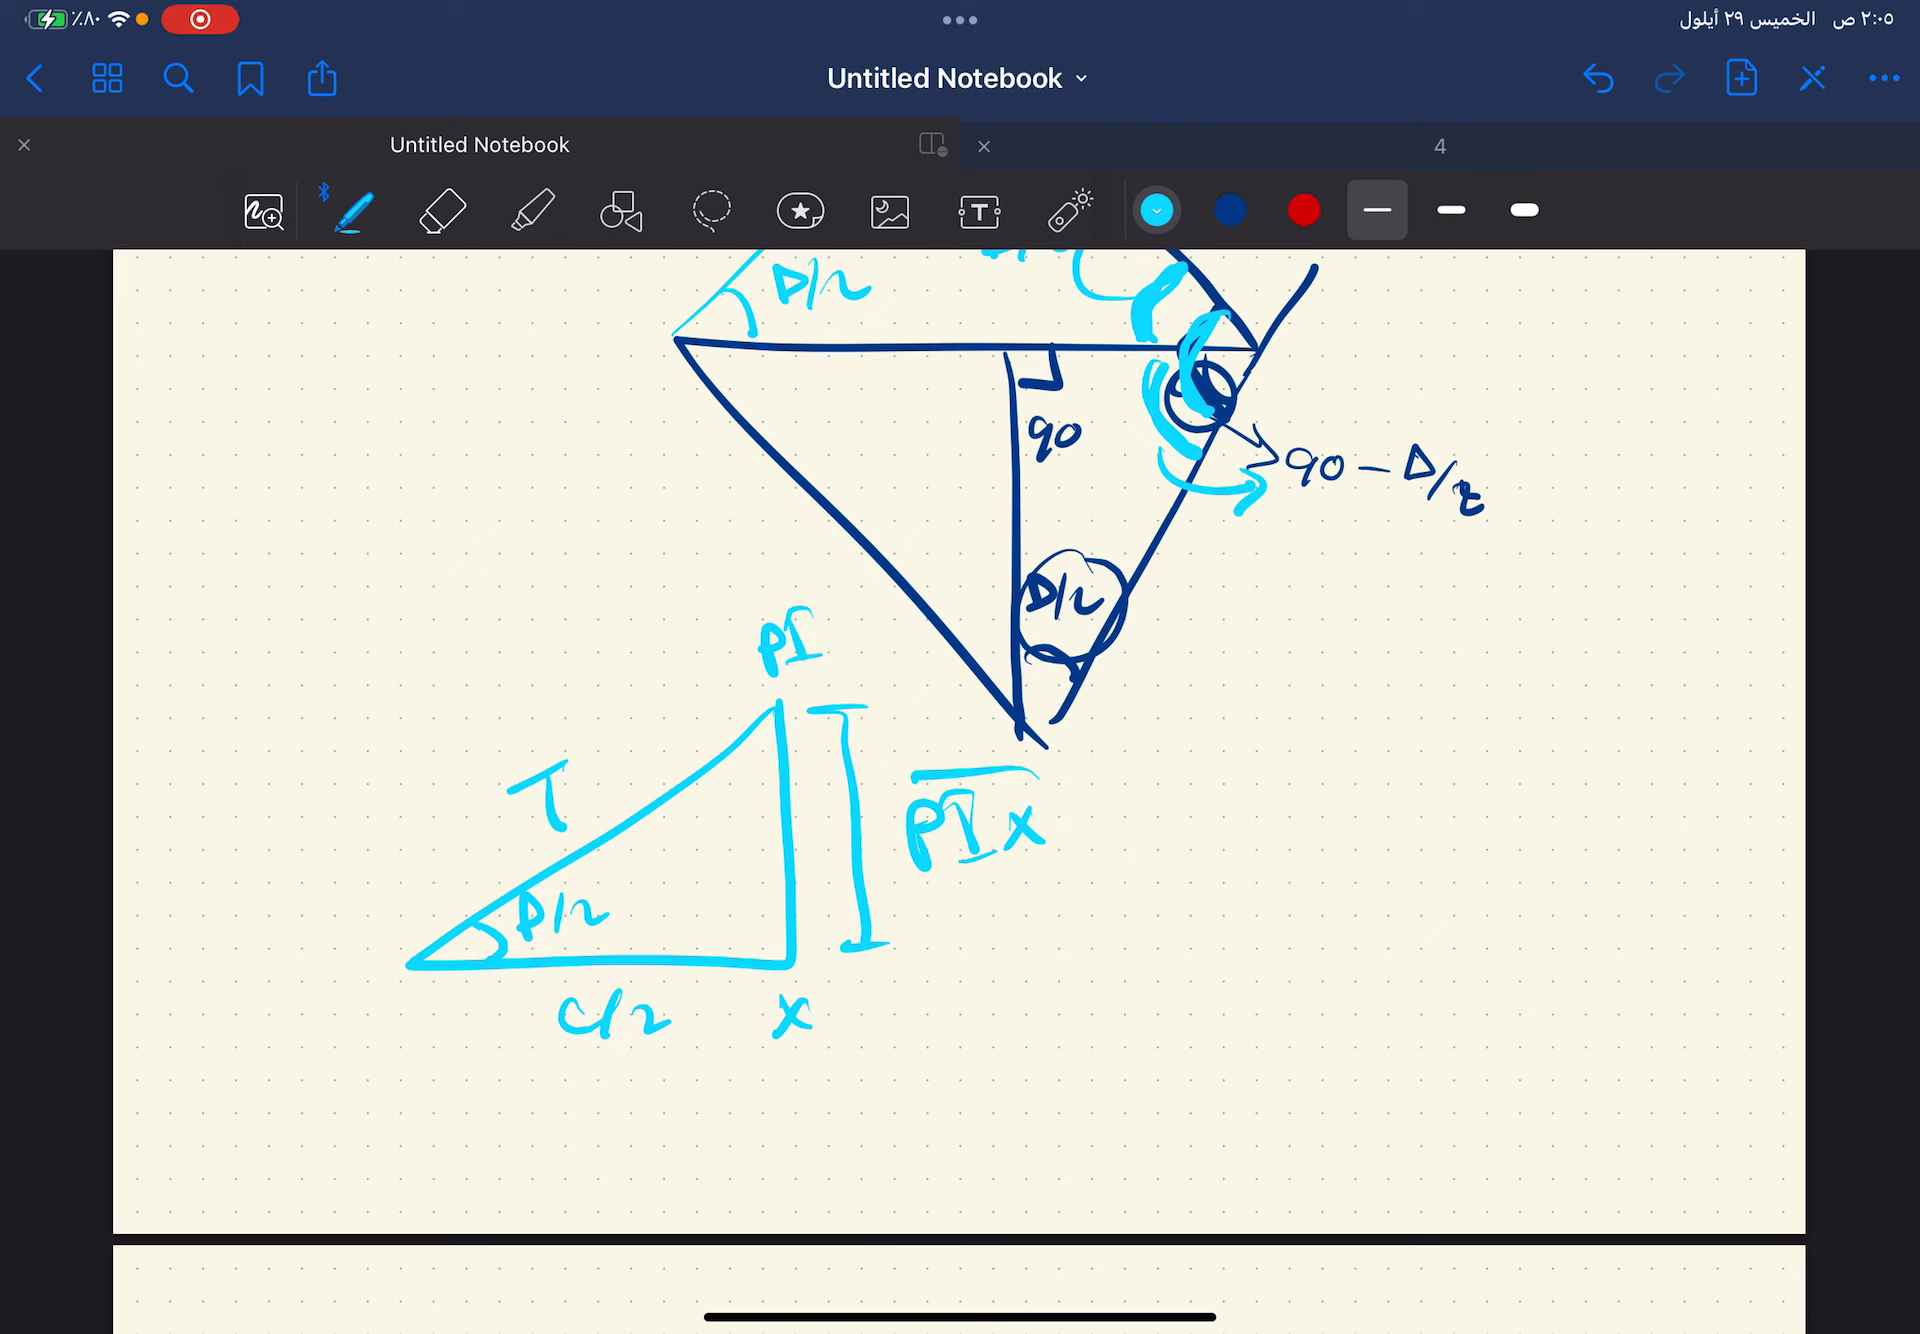 ٪٨٠ ٢:٠٥ ص الخميس ٢٩ أيلول
Untitled Notebook
Untitled Notebook
4
T
Δ/2
90
90 - Δ/2
Δ/2
PI
T
PIX
Δ/2
C/2 X